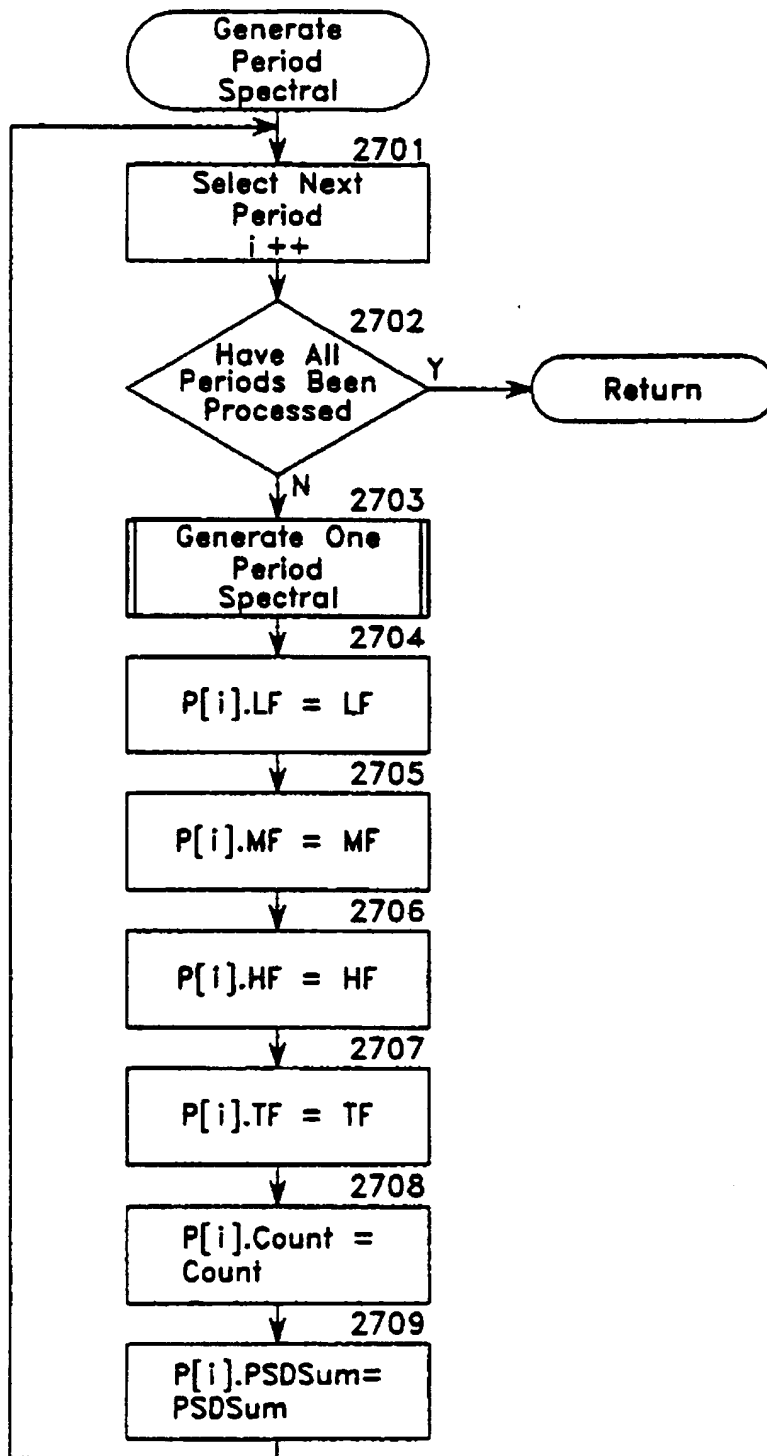 Generate
Period
Spectral
2701
Select Next
Period
i ++
2702
Have All
Periods Been
Processed
Y
Return
N
2703
Generate One
Period
Spectral
2704
P[i].LF = LF
2705
P[i].MF = MF
2706
P[i].HF = HF
2707
P[i].TF = TF
2708
P[i].Count =
Count
2709
P[i].PSDSum=
PSDSum